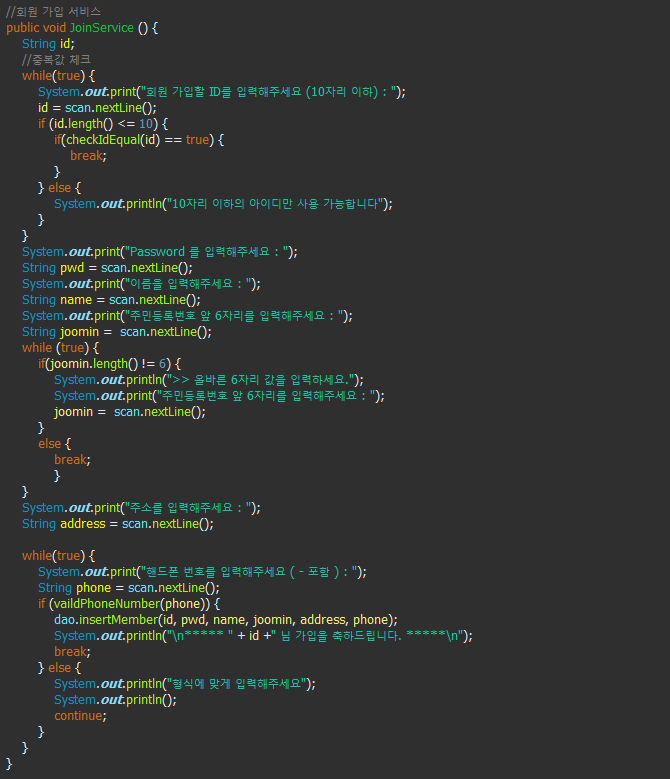 //회원 가입 서비스
public void JoinService () {
String id;
//중복값 체크
while(true) {
System.out.print("회원 가입할 ID를 입력해주세요 (10자리 이하) : ");
id = scan.nextLine();
if (id.length() <= 10) {
if(checkIdEqual(id) == true) {
break;
}
} else {
System.out.println("10자리 이하의 아이디만 사용 가능합니다");
}
}
System.out.print("Password 를 입력해주세요 : ");
String pwd = scan.nextLine();
System.out.print("이름을 입력해주세요 : ");
String name = scan.nextLine();
System.out.print("주민등록번호 앞 6자리를 입력해주세요 : ");
String joomin =  scan.nextLine();
while (true) {
if(joomin.length() != 6) {
System.out.println(">> 올바른 6자리 값을 입력하세요.");
System.out.print("주민등록번호 앞 6자리를 입력해주세요 : ");
joomin =  scan.nextLine();
}
else {
break;
}
}
System.out.print("주소를 입력해주세요 : ");
String address = scan.nextLine();
while(true) {
System.out.print("핸드폰 번호를 입력해주세요 ( - 포함 ) : ");
String phone = scan.nextLine();
if (vaildPhoneNumber(phone)) {
dao.insertMember(id, pwd, name, joomin, address, phone);
System.out.println("\n***** " + id +" 님 가입을 축하드립니다. *****\n");
break;
} else {
System.out.println("형식에 맞게 입력해주세요");
System.out.println();
continue;
}
}
}